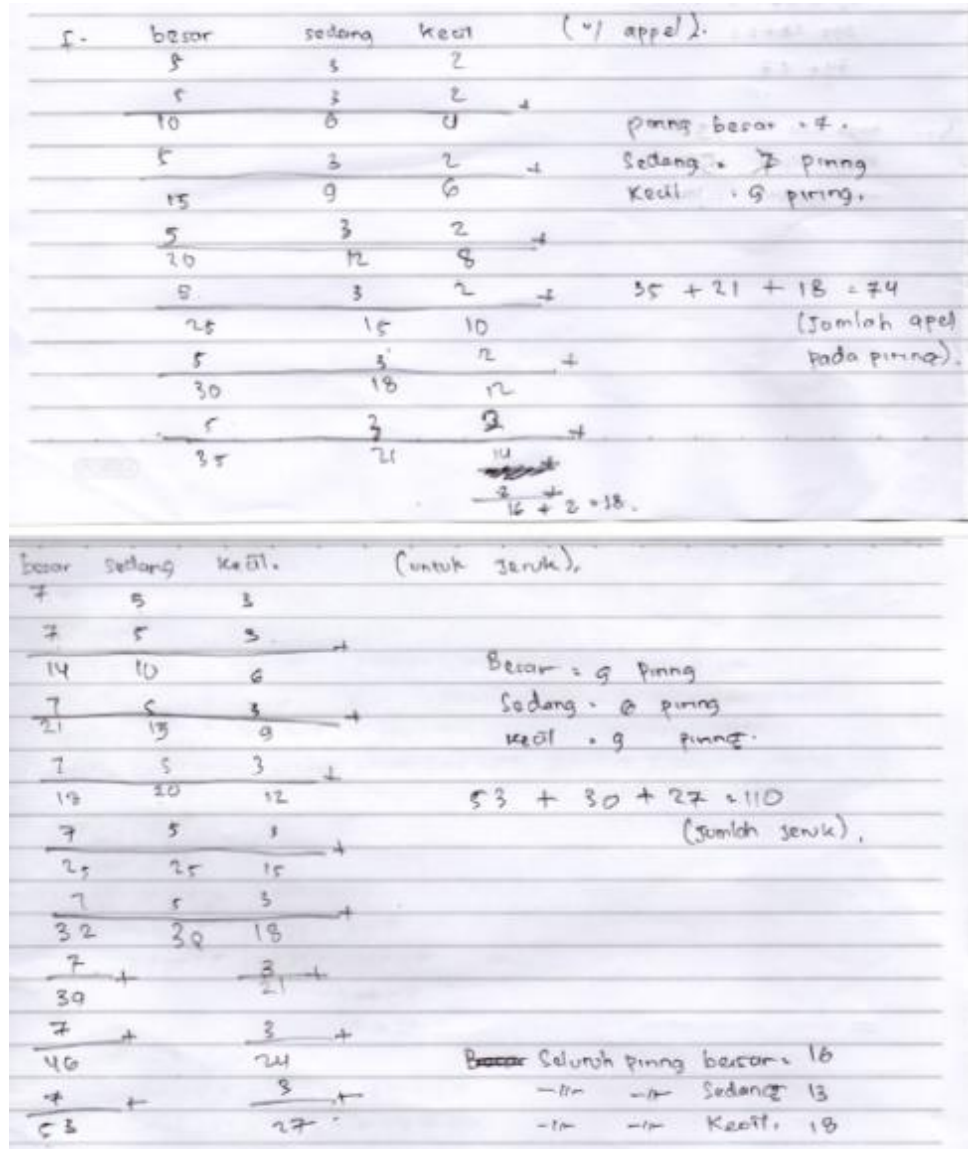 5. besar sedang kecil (u/ appel).
5 3 2
5 3 2 +
10 6 4 piring besar = 7.
5 3 2 + Sedang = 7 piring
15 9 6 Kecil = 9 piring.
5 3 2 +
20 12 8
5 3 2 + 35 + 21 + 18 = 74
25 15 10 (Jumlah apel
5 3 2 + pada piring).
30 18 12
5 3 2 +
35 21 14
2 +
16 + 2 = 18.
besar sedang kecil. (untuk Jeruk).
7 5 3
7 5 3 +
14 10 6 Besar = 9 piring
7 5 3 + Sedang = 6 piring
21 15 9 kecil = 9 piring.
7 5 3 +
18 20 12 53 + 30 + 27 = 110
7 5 3 + (Jumlah Jeruk).
25 25 15
7 5 3 +
32 30 18
7 + 3 +
39 21
7 + 3 +
46 24 Seluruh piring besar = 16
7 + 3 + -//- -//- Sedang 13
53 27 -//- -//- Kecil. 18